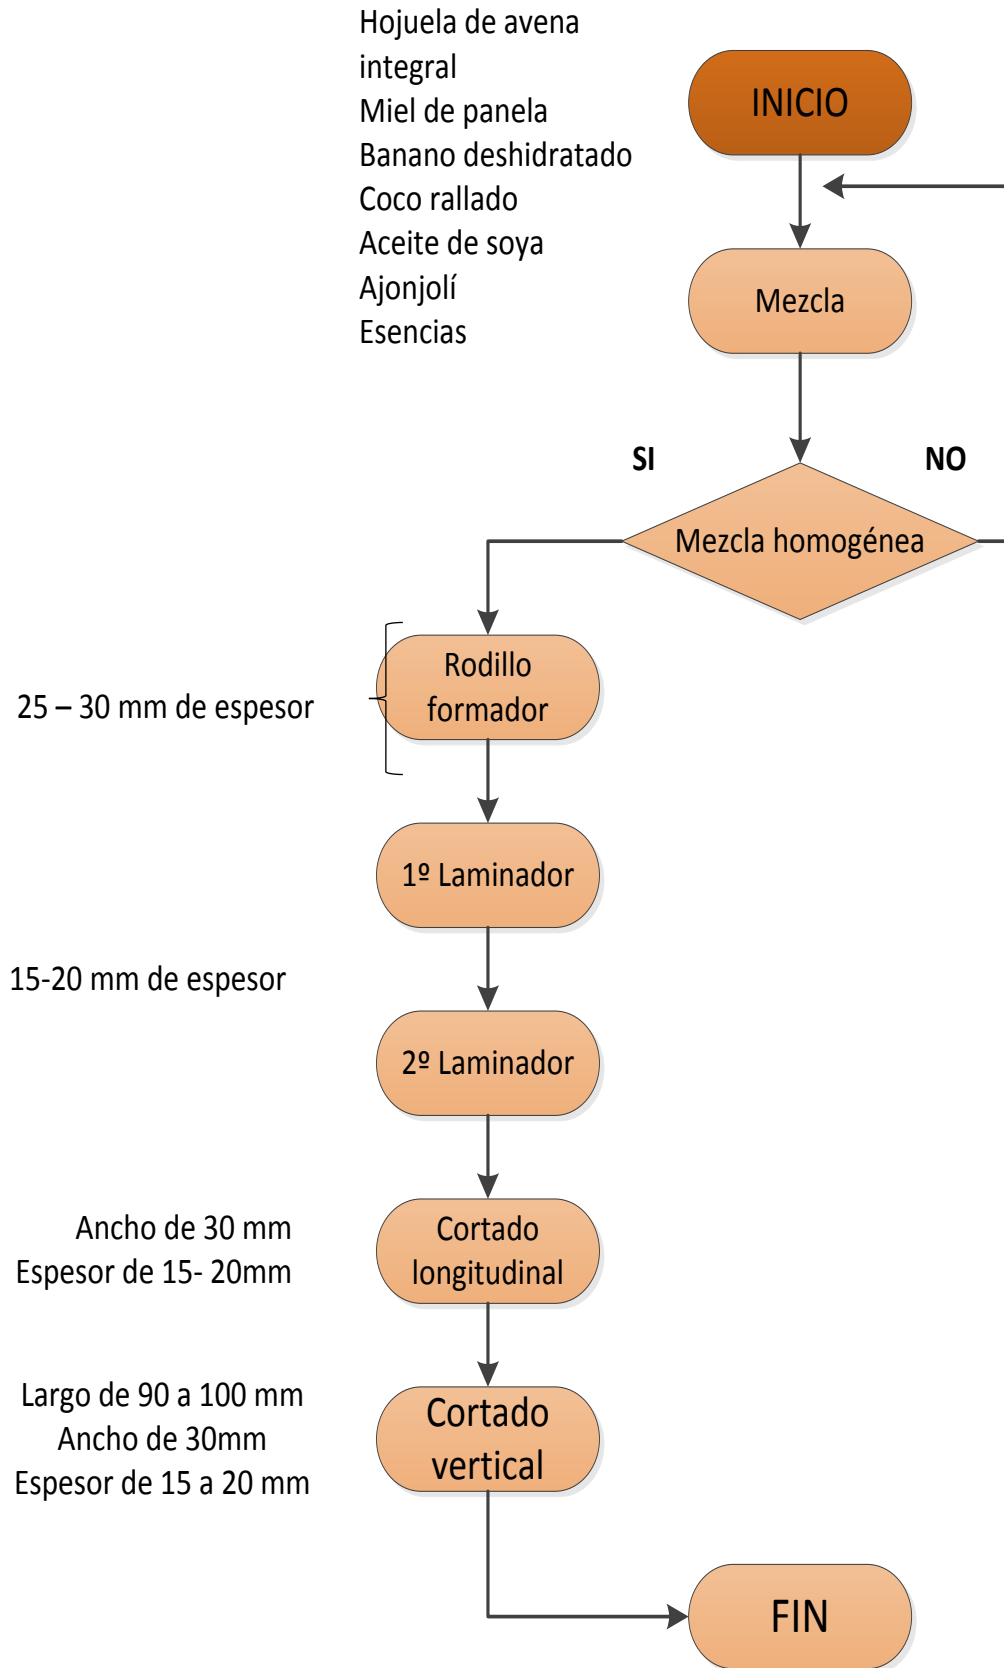 Hojuela de avena
integral
Miel de panela
Banano deshidratado
Coco rallado
Aceite de soya
Ajonjolí
Esencias
INICIO
Mezcla
SI
NO
Mezcla homogénea
Rodillo
formador
25 – 30 mm de espesor
1º Laminador
15-20 mm de espesor
2º Laminador
Ancho de 30 mm
Espesor de 15- 20mm
Cortado
longitudinal
Largo de 90 a 100 mm
Ancho de 30mm
Espesor de 15 a 20 mm
Cortado
vertical
FIN